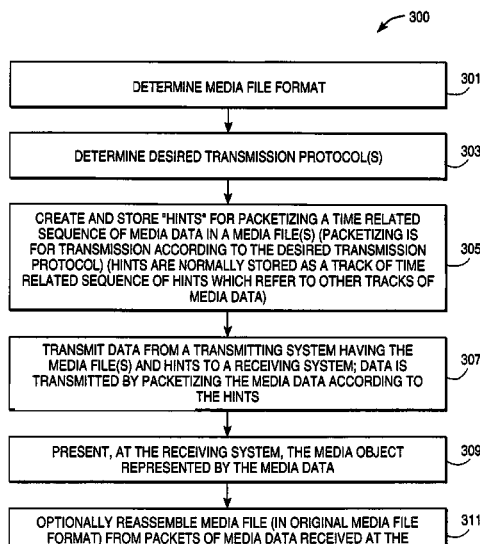 300
DETERMINE MEDIA FILE FORMAT
301
DETERMINE DESIRED TRANSMISSION PROTOCOL(S)
303
CREATE AND STORE "HINTS" FOR PACKETIZING A TIME RELATED
SEQUENCE OF MEDIA DATA IN A MEDIA FILE(S) (PACKETIZING IS
FOR TRANSMISSION ACCORDING TO THE DESIRED TRANSMISSION
PROTOCOL) (HINTS ARE NORMALLY STORED AS A TRACK OF TIME
RELATED SEQUENCE OF HINTS WHICH REFER TO OTHER TRACKS OF
MEDIA DATA)
305
TRANSMIT DATA FROM A TRANSMITTING SYSTEM HAVING THE
MEDIA FILE(S) AND HINTS TO A RECEIVING SYSTEM; DATA IS
TRANSMITTED BY PACKETIZING THE MEDIA DATA ACCORDING TO
THE HINTS
307
PRESENT, AT THE RECEIVING SYSTEM, THE MEDIA OBJECT
REPRESENTED BY THE MEDIA DATA
309
OPTIONALLY REASSEMBLE MEDIA FILE (IN ORIGINAL MEDIA FILE
FORMAT) FROM PACKETS OF MEDIA DATA RECEIVED AT THE
311